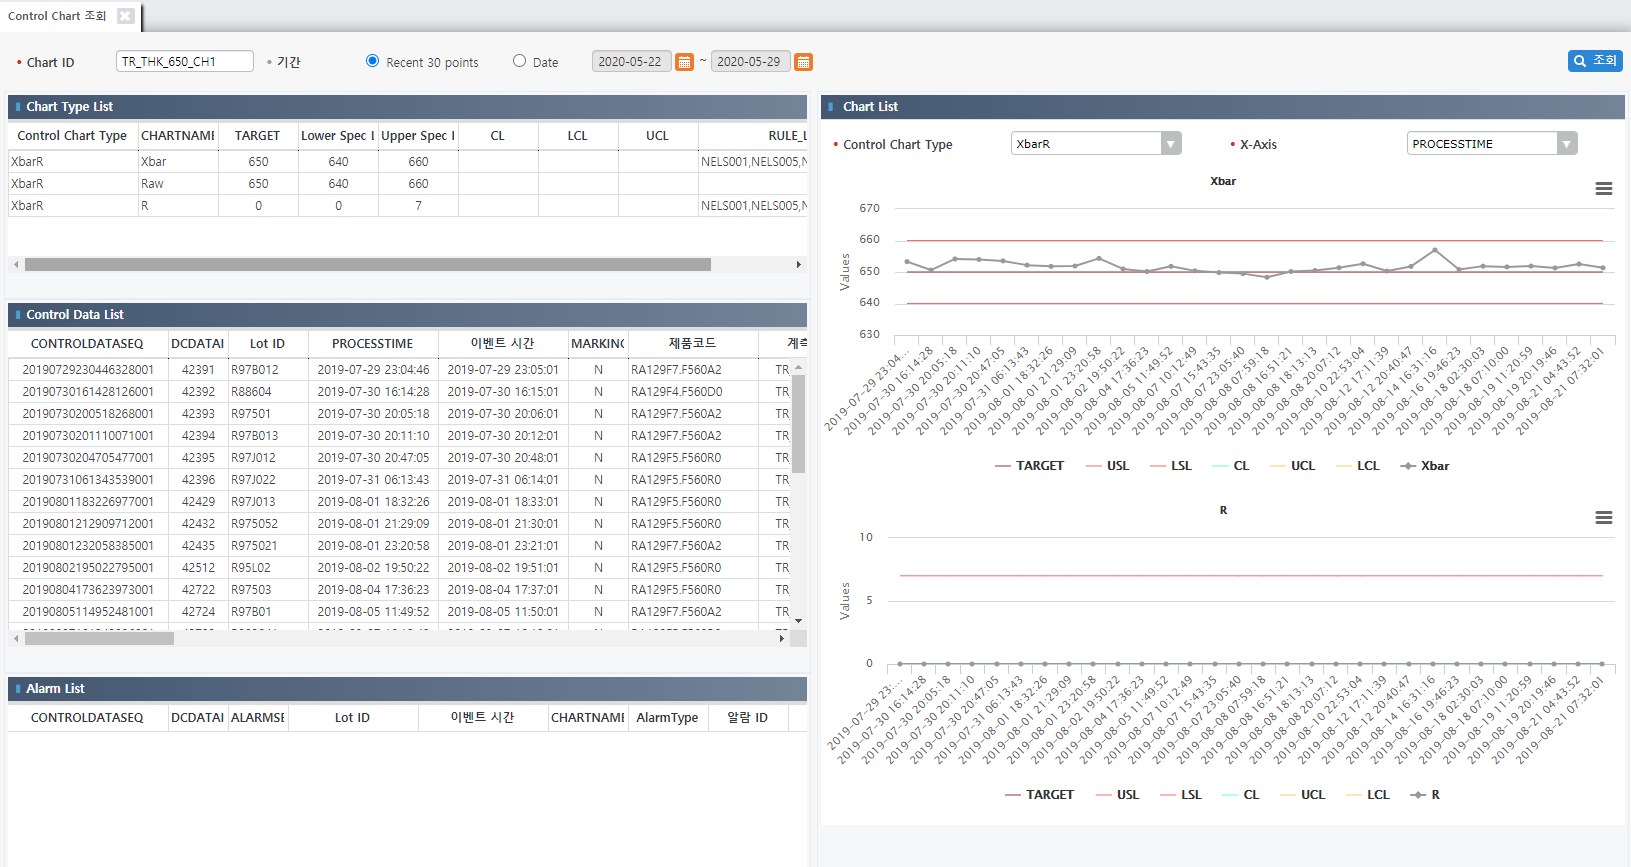 Control Chart 조회
Chart ID TR_THK_650_CH1 기간 Recent 30 points Date 2020-05-22 ~ 2020-05-29 조회
Chart Type List
Control Chart Type CHARTNAME TARGET Lower Spec L Upper Spec l CL LCL UCL RULE_L
XbarR Xbar 650 640 660 NELS001,NELS005,N
XbarR Raw 650 640 660
XbarR R 0 0 7 NELS001,NELS005,N
Control Data List
CONTROLDATASEQ DCDATAI Lot ID PROCESSTIME 이벤트 시간 MARKING 제품코드 계측
20190729230446328001 42391 R97B012 2019-07-29 23:04:46 2019-07-29 23:05:01 N RA129F7.F560A2 TR_
20190730161428126001 42392 R88604 2019-07-30 16:14:28 2019-07-30 16:15:01 N RA129F4.F560D0 TR_
20190730200518268001 42393 R97501 2019-07-30 20:05:18 2019-07-30 20:06:01 N RA129F7.F560A2 TR_
20190730201110071001 42394 R97B013 2019-07-30 20:11:10 2019-07-30 20:12:01 N RA129F7.F560A2 TR_
20190730204705477001 42395 R97J012 2019-07-30 20:47:05 2019-07-30 20:48:01 N RA129F5.F560R0 TR_
20190731061343539001 42396 R97J022 2019-07-31 06:13:43 2019-07-31 06:14:01 N RA129F5.F560R0 TR_
20190801183226977001 42429 R97J013 2019-08-01 18:32:26 2019-08-01 18:33:01 N RA129F5.F560R0 TR_
20190801212909712001 42432 R975052 2019-08-01 21:29:09 2019-08-01 21:30:01 N RA129F5.F560R0 TR_
20190801232058385001 42435 R975021 2019-08-01 23:20:58 2019-08-01 23:21:01 N RA129F7.F560A2 TR_
20190802195022795001 42512 R95L02 2019-08-02 19:50:22 2019-08-02 19:51:01 N RA129F5.F560R0 TR_
20190804173623973001 42722 R97503 2019-08-04 17:36:23 2019-08-04 17:37:01 N RA129F5.F560R0 TR_
20190805114952481001 42724 R97B01 2019-08-05 11:49:52 2019-08-05 11:50:01 N RA129F7.F560A2 TR_
Alarm List
CONTROLDATASEQ DCDATAI ALARMSE Lot ID 이벤트 시간 CHARTNAME AlarmType 알람 ID
Chart List
Control Chart Type XbarR X-Axis PROCESSTIME
Xbar
670
660
650
640
630
Values
2019-07-29 23:04...
2019-07-30 16:14:28
2019-07-30 20:05:18
2019-07-30 20:11:10
2019-07-30 20:47:05
2019-07-31 06:13:43
2019-08-01 18:32:26
2019-08-01 21:29:09
2019-08-01 23:20:58
2019-08-02 19:50:22
2019-08-04 17:36:23
2019-08-05 11:49:52
2019-08-07 10:12:49
2019-08-07 15:43:35
2019-08-07 23:05:40
2019-08-08 07:59:18
2019-08-08 16:51:21
2019-08-08 18:13:13
2019-08-08 20:07:12
2019-08-10 22:53:04
2019-08-12 17:11:39
2019-08-12 20:40:47
2019-08-14 16:31:16
2019-08-16 19:46:23
2019-08-18 02:30:03
2019-08-18 07:10:00
2019-08-19 11:20:59
2019-08-19 20:19:46
2019-08-21 04:43:52
2019-08-21 07:32:01
TARGET USL LSL CL UCL LCL Xbar
R
10
5
0
Values
2019-07-29 23:...
2019-07-30 16:14:28
2019-07-30 20:05:18
2019-07-30 20:11:10
2019-07-30 20:47:05
2019-07-31 06:13:43
2019-08-01 18:32:26
2019-08-01 21:29:09
2019-08-01 23:20:58
2019-08-02 19:50:22
2019-08-04 17:36:23
2019-08-05 11:49:52
2019-08-07 10:12:49
2019-08-07 15:43:35
2019-08-07 23:05:40
2019-08-08 07:59:18
2019-08-08 16:51:21
2019-08-08 18:13:13
2019-08-08 20:07:12
2019-08-10 22:53:04
2019-08-12 17:11:39
2019-08-12 20:40:47
2019-08-14 16:31:16
2019-08-16 19:46:23
2019-08-18 02:30:03
2019-08-18 07:10:00
2019-08-19 11:20:59
2019-08-19 20:19:46
2019-08-21 04:43:52
2019-08-21 07:32:01
TARGET USL LSL CL UCL LCL R